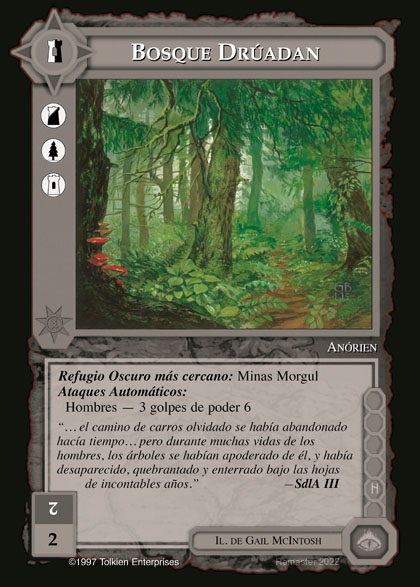 BOSQUE DRÚADAN
ANÓRIEN
Refugio Oscuro más cercano: Minas Morgul
Ataques Automáticos:
Hombres — 3 golpes de poder 6
“… el camino de carros olvidado se había abandonado
hacía tiempo… pero durante muchas vidas de los
hombres, los árboles se habían apoderado de él, y había
desaparecido, quebrantado y enterrado bajo las hojas
de incontables años.” —SdlA III
2
2
H
IL. DE GAIL MCINTOSH
©1997 Tolkien Enterprises